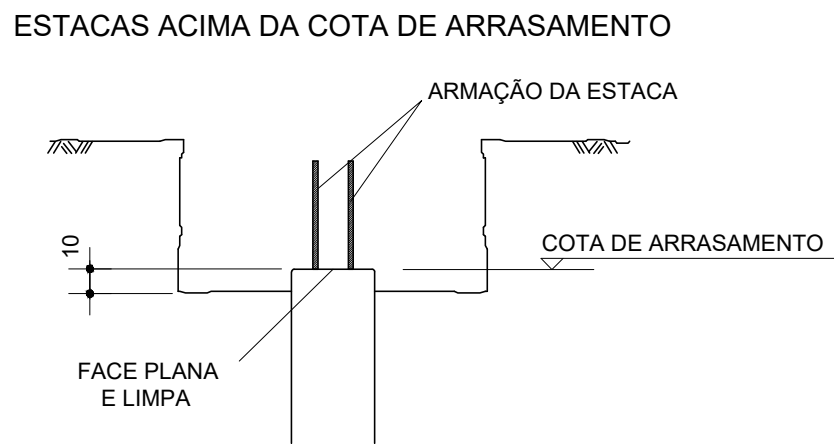 ESTACAS ACIMA DA COTA DE ARRASAMENTO
ARMAÇÃO DA ESTACA
10
COTA DE ARRASAMENTO
FACE PLANA
E LIMPA